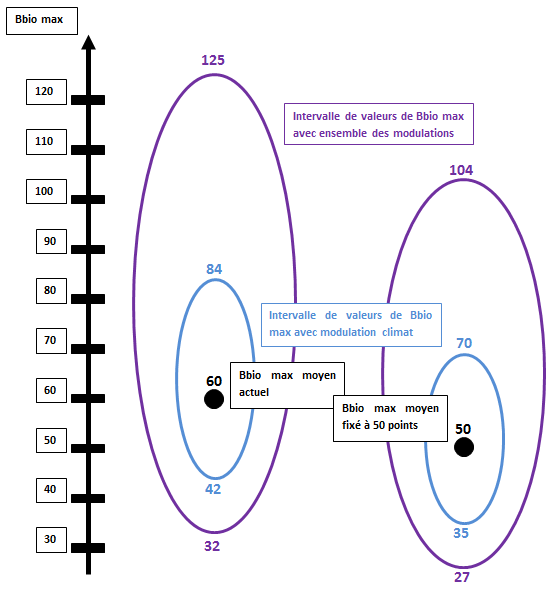 Bbio max
125
120
Intervalle de valeurs de Bbio max
avec ensemble des modulations
110
104
100
90
84
80
Intervalle de valeurs de Bbio
max avec modulation climat
70
70
60
60
Bbio max moyen
actuel
Bbio max moyen
fixé à 50 points
50
50
42
40
35
32
30
27